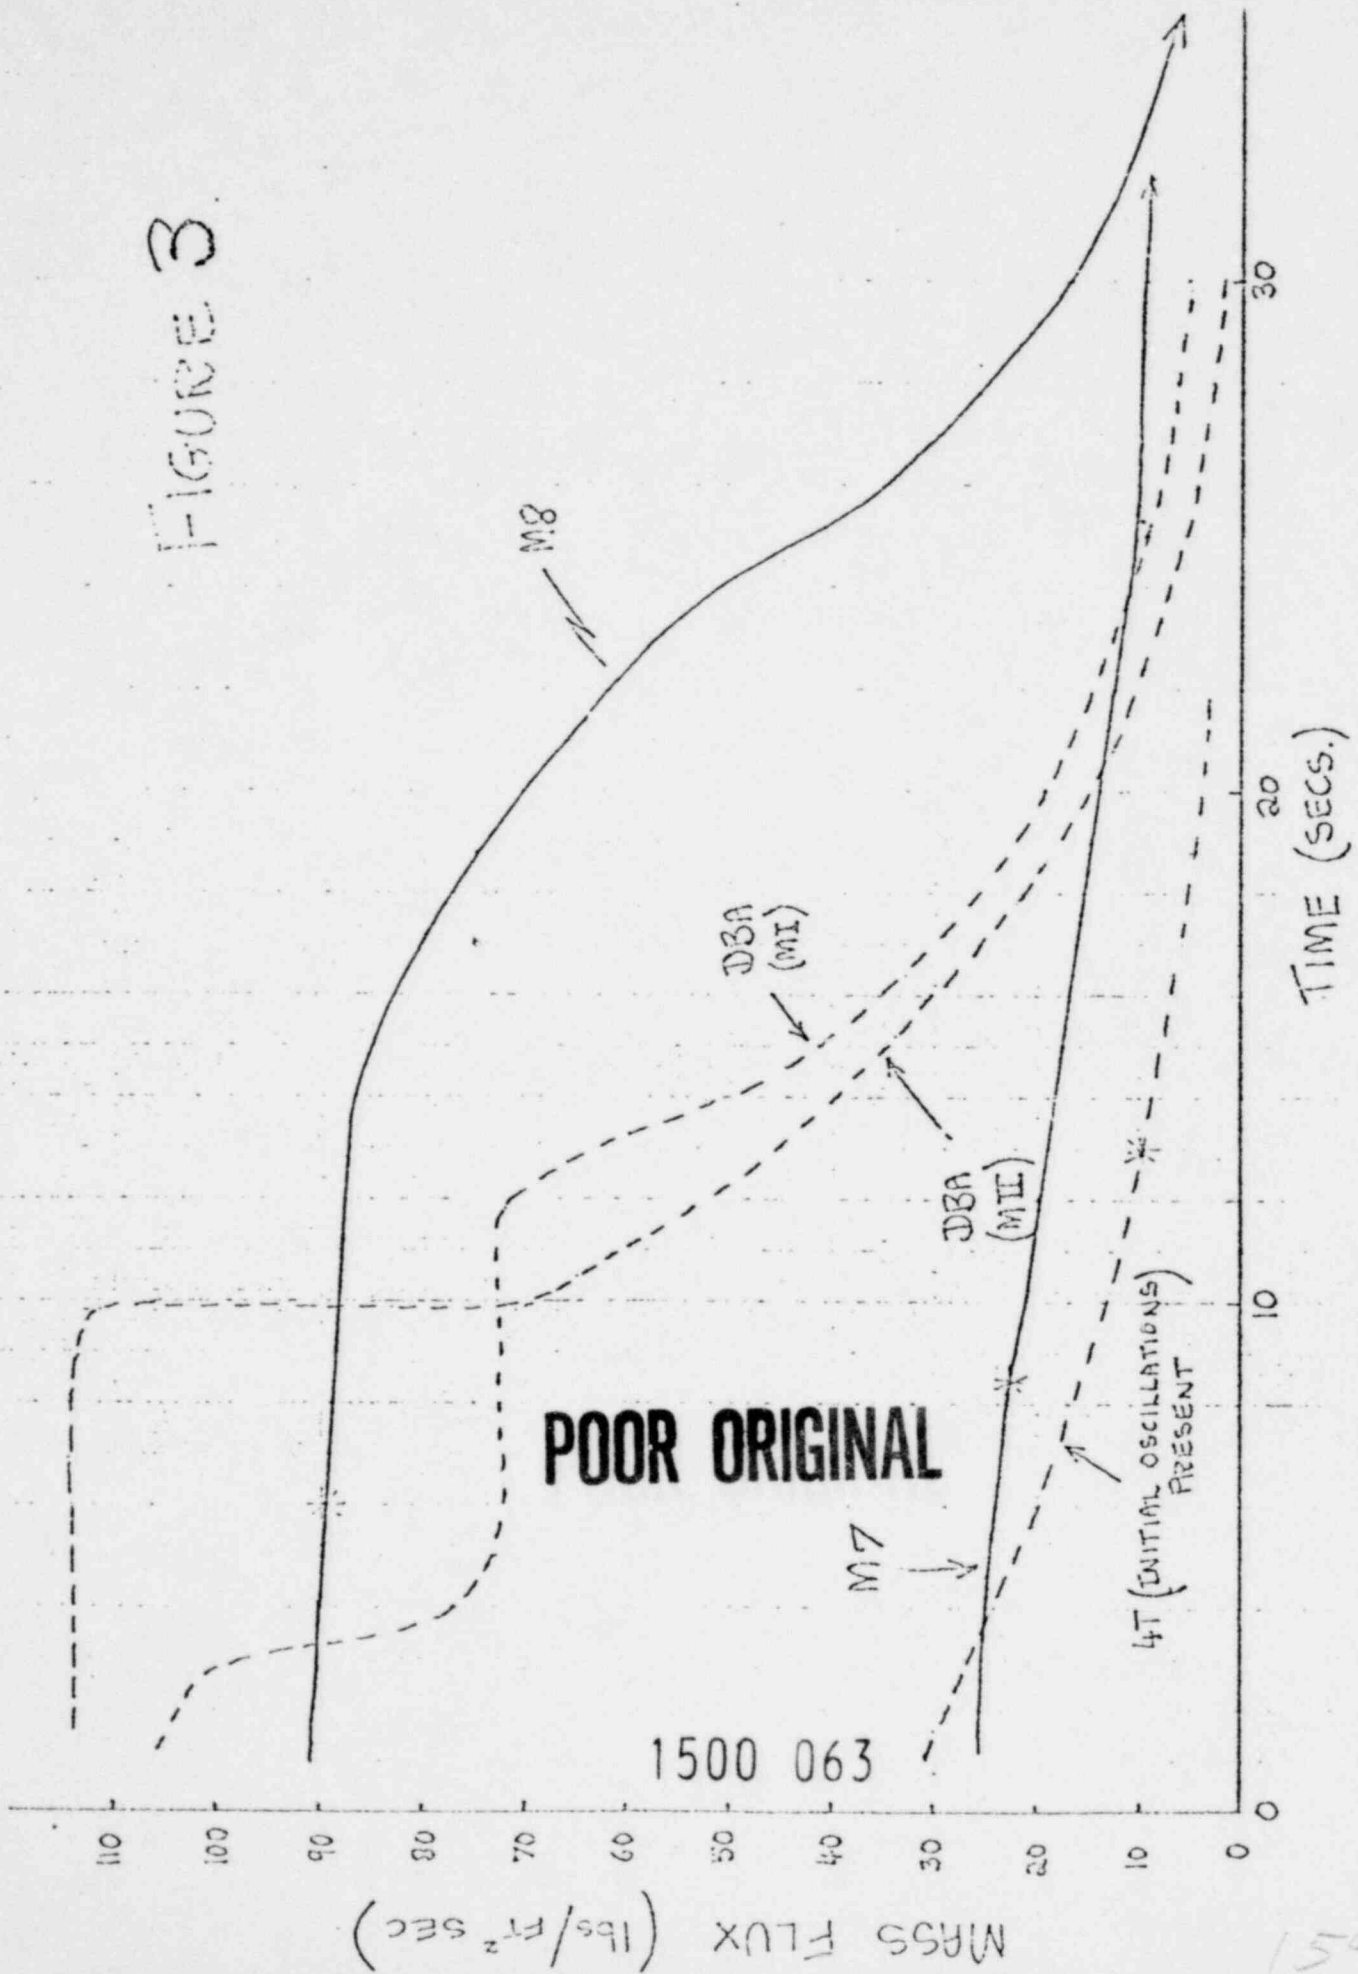 FIGURE 3
M8
DBA
(MI)
DBA
(MII)
M7
4T (INITIAL OSCILLATIONS)
PRESENT
POOR ORIGINAL
1500 063
MASS FLUX (lbs/FT² SEC)
110
100
90
80
70
60
50
40
30
20
10
0
0
10
20
30
TIME (SECS.)